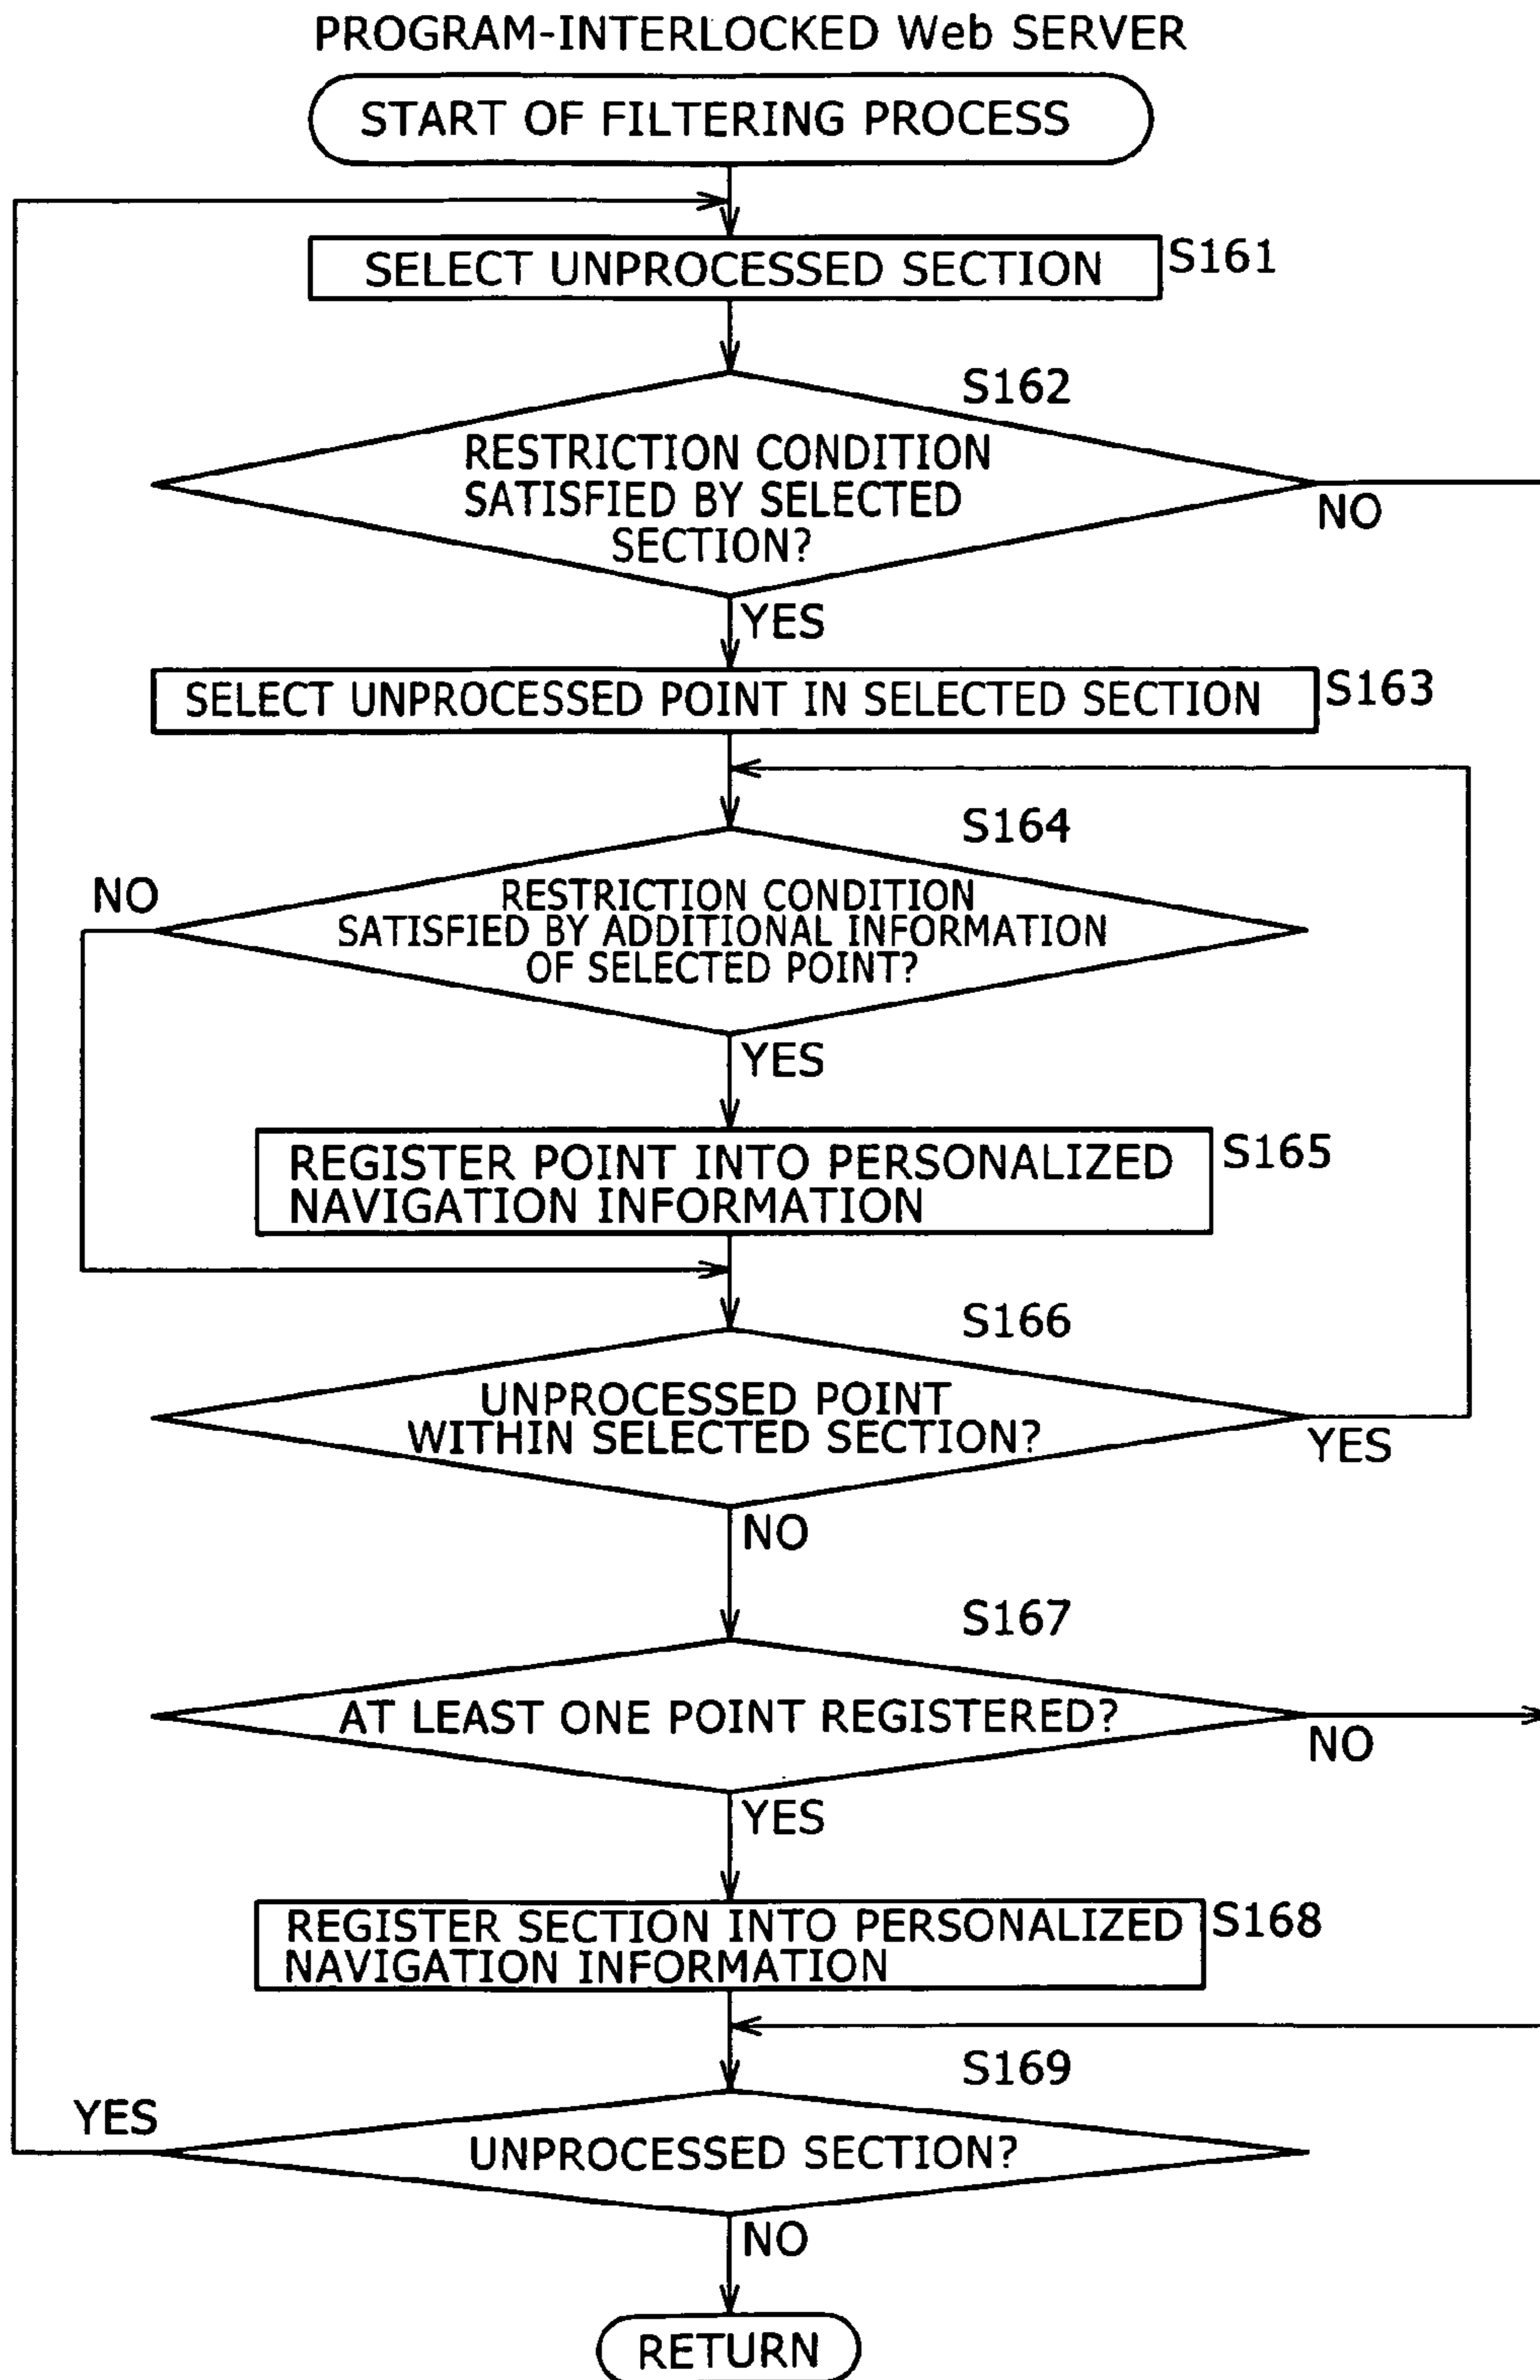 PROGRAM-INTERLOCKED Web SERVER
START OF FILTERING PROCESS
SELECT UNPROCESSED SECTION
S161
S162
RESTRICTION CONDITION
SATISFIED BY SELECTED
SECTION?
NO
YES
SELECT UNPROCESSED POINT IN SELECTED SECTION
S163
S164
NO
RESTRICTION CONDITION
SATISFIED BY ADDITIONAL INFORMATION
OF SELECTED POINT?
YES
REGISTER POINT INTO PERSONALIZED
NAVIGATION INFORMATION
S165
S166
UNPROCESSED POINT
WITHIN SELECTED SECTION?
YES
NO
S167
AT LEAST ONE POINT REGISTERED?
NO
YES
REGISTER SECTION INTO PERSONALIZED
NAVIGATION INFORMATION
S168
S169
YES
UNPROCESSED SECTION?
NO
RETURN